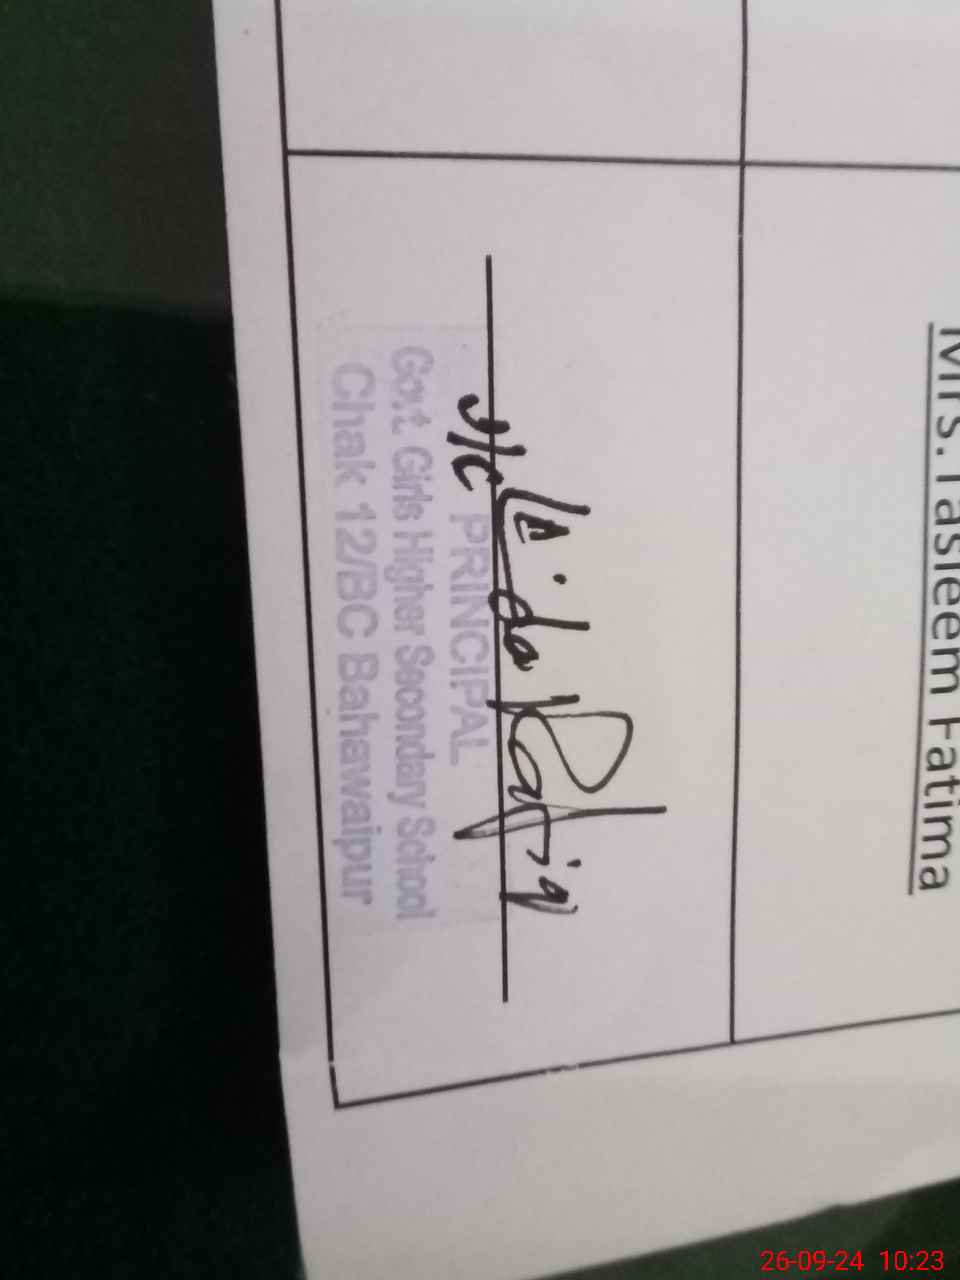 Mrs. Tasleem Fatima
PRINCIPAL
Govt Girls Higher Secondary School
Chak 12/BC Bahawalpur
26-09-24 10:23